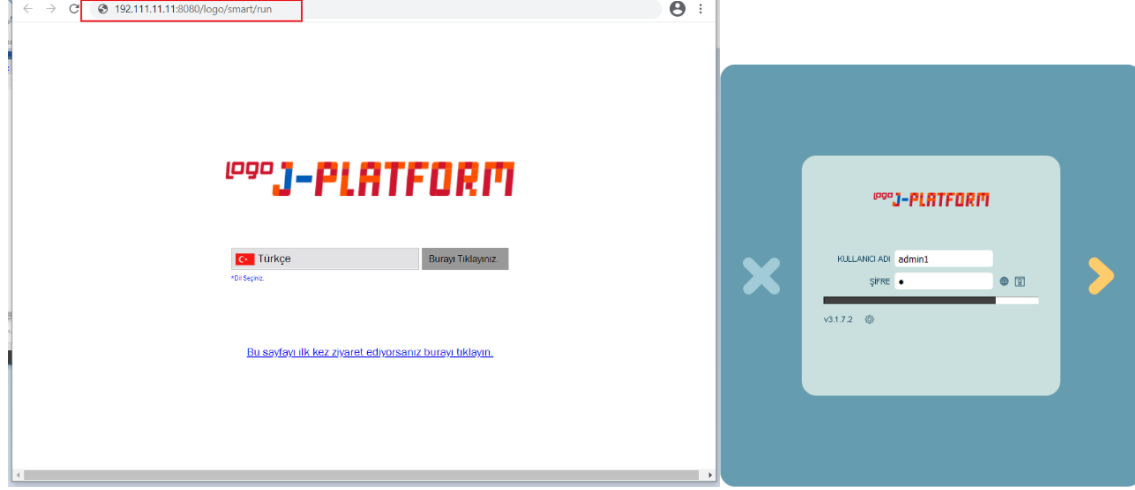 192.111.11.11:8080/logo/smart/run
LOGO J-PLATFORM
Türkçe
Burayı Tıklayınız.
*Dil Seçiniz.
Bu sayfayı ilk kez ziyaret ediyorsanız burayı tıklayın.
LOGO J-PLATFORM
KULLANICI ADI admin1
ŞİFRE
v3.1.7.2